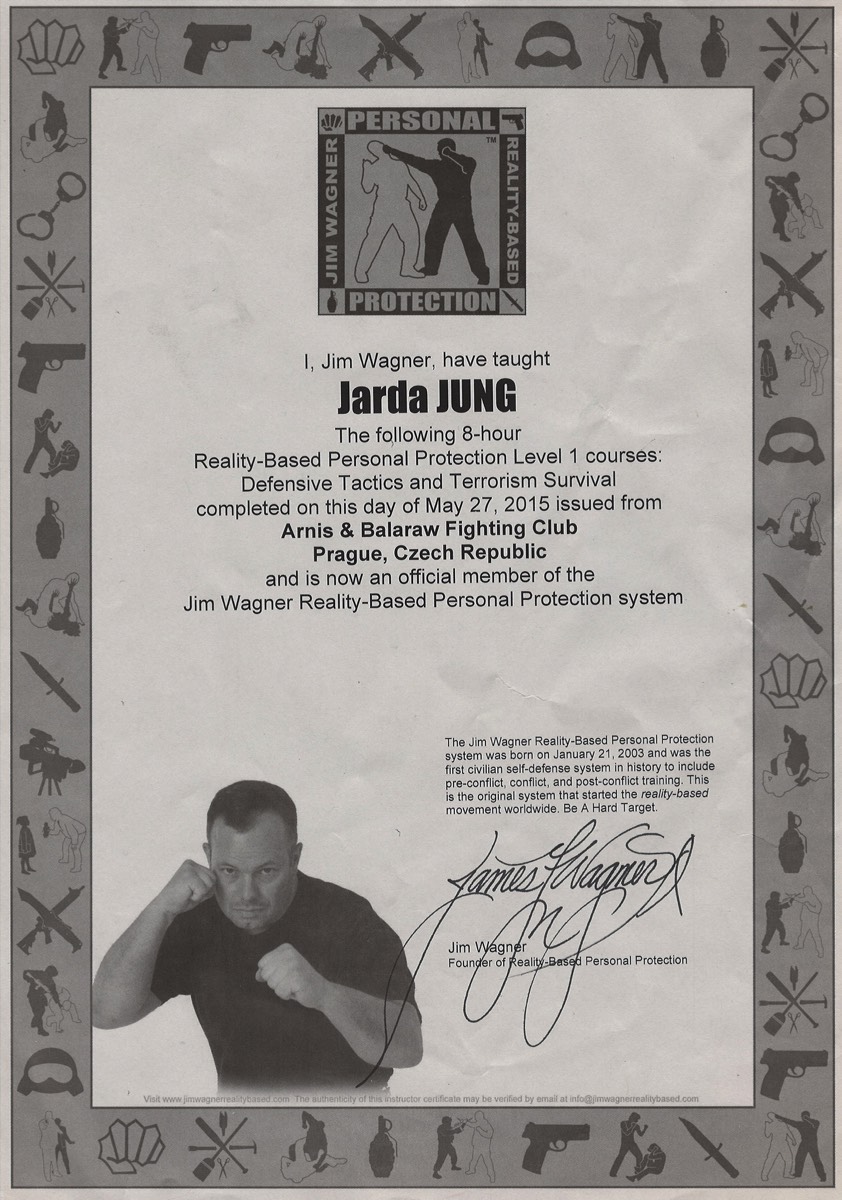 PERSONAL
JIM WAGNER
REALITY-BASED
TM
PROTECTION
I, Jim Wagner, have taught
Jarda JUNG
The following 8-hour
Reality-Based Personal Protection Level 1 courses:
Defensive Tactics and Terrorism Survival
completed on this day of May 27, 2015 issued from
Arnis & Balaraw Fighting Club
Prague, Czech Republic
and is now an official member of the
Jim Wagner Reality-Based Personal Protection system
The Jim Wagner Reality-Based Personal Protection
system was born on January 21, 2003 and was the
first civilian self-defense system in history to include
pre-conflict, conflict, and post-conflict training. This
is the original system that started the reality-based
movement worldwide. Be A Hard Target.
James Wagner
Jim Wagner
Founder of Reality-Based Personal Protection
Visit www.jimwagnerrealitybased.com The authenticity of this instructor certificate may be verified by email at info@jimwagnerrealitybased.com